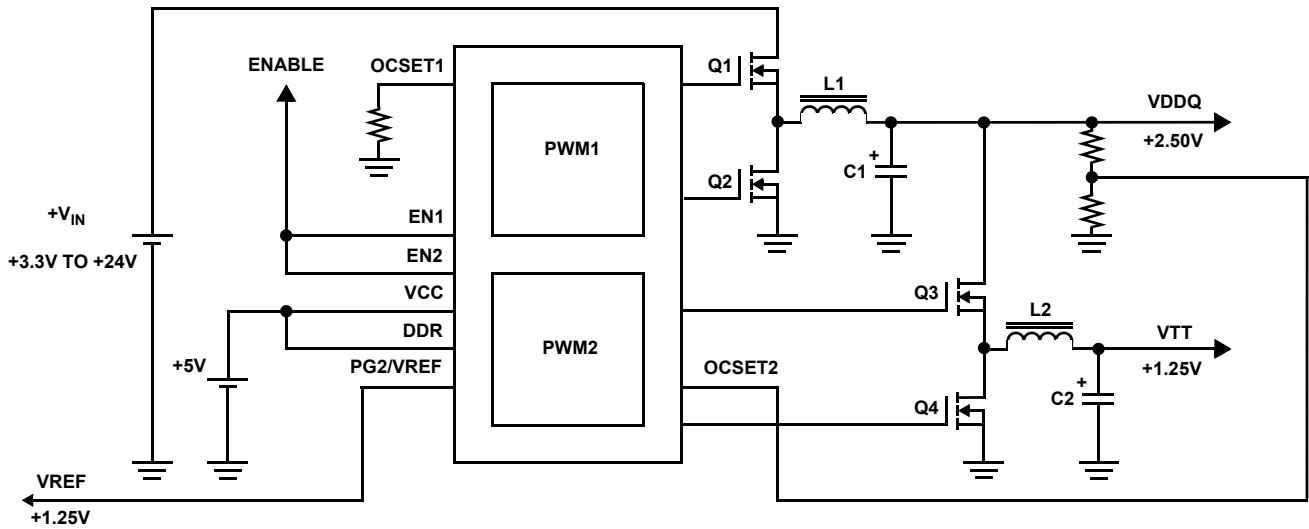 ENABLE
OCSET1
Q1
L1
VDDQ
+2.50V
PWM1
C1
+
Q2
+VIN
+3.3V TO +24V
EN1
EN2
VCC
DDR
PG2/VREF
+5V
PWM2
OCSET2
Q3
L2
VTT
+1.25V
C2
+
Q4
VREF
+1.25V